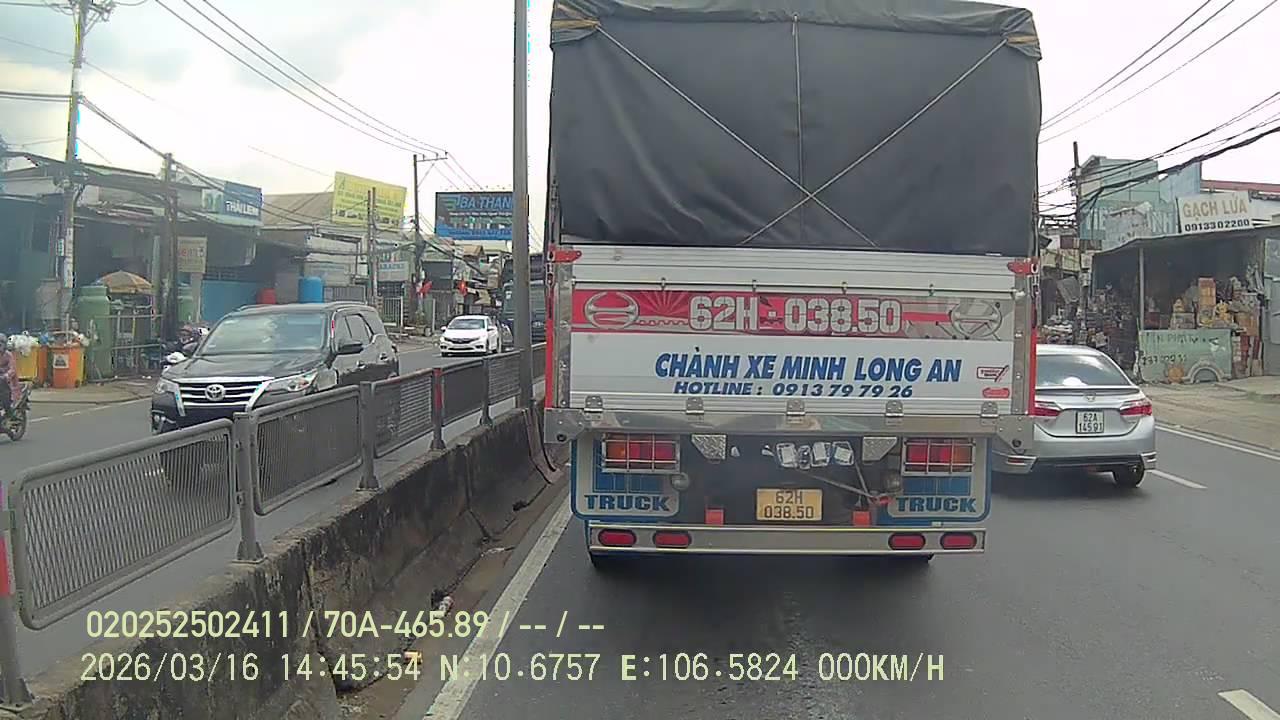 THÁI LIÊM
BA THANH
GẠCH LỬA
0913302200
62H-038.50
CHÀNH XE MINH LONG AN
HOTLINE : 0913 79 79 26
62A
145.91
TRUCK
62H
038.50
TRUCK
020252502411 / 70A-465.89 / -- / --
2026/03/16 14:45:54 N:10.6757 E:106.5824 000KM/H